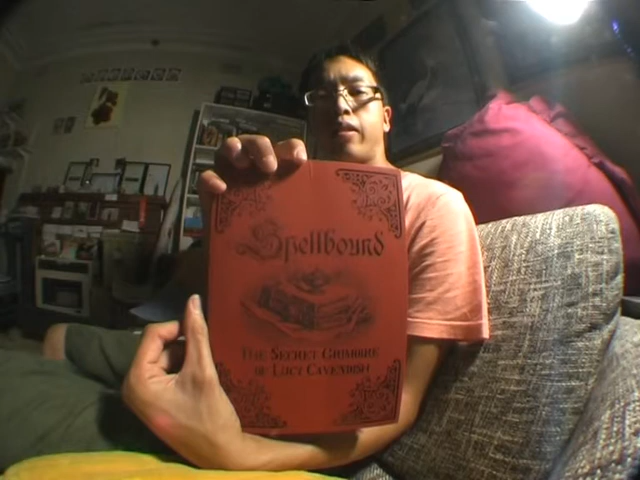 Spellbound
The Secret Grimoire
of Lucy Cavendish